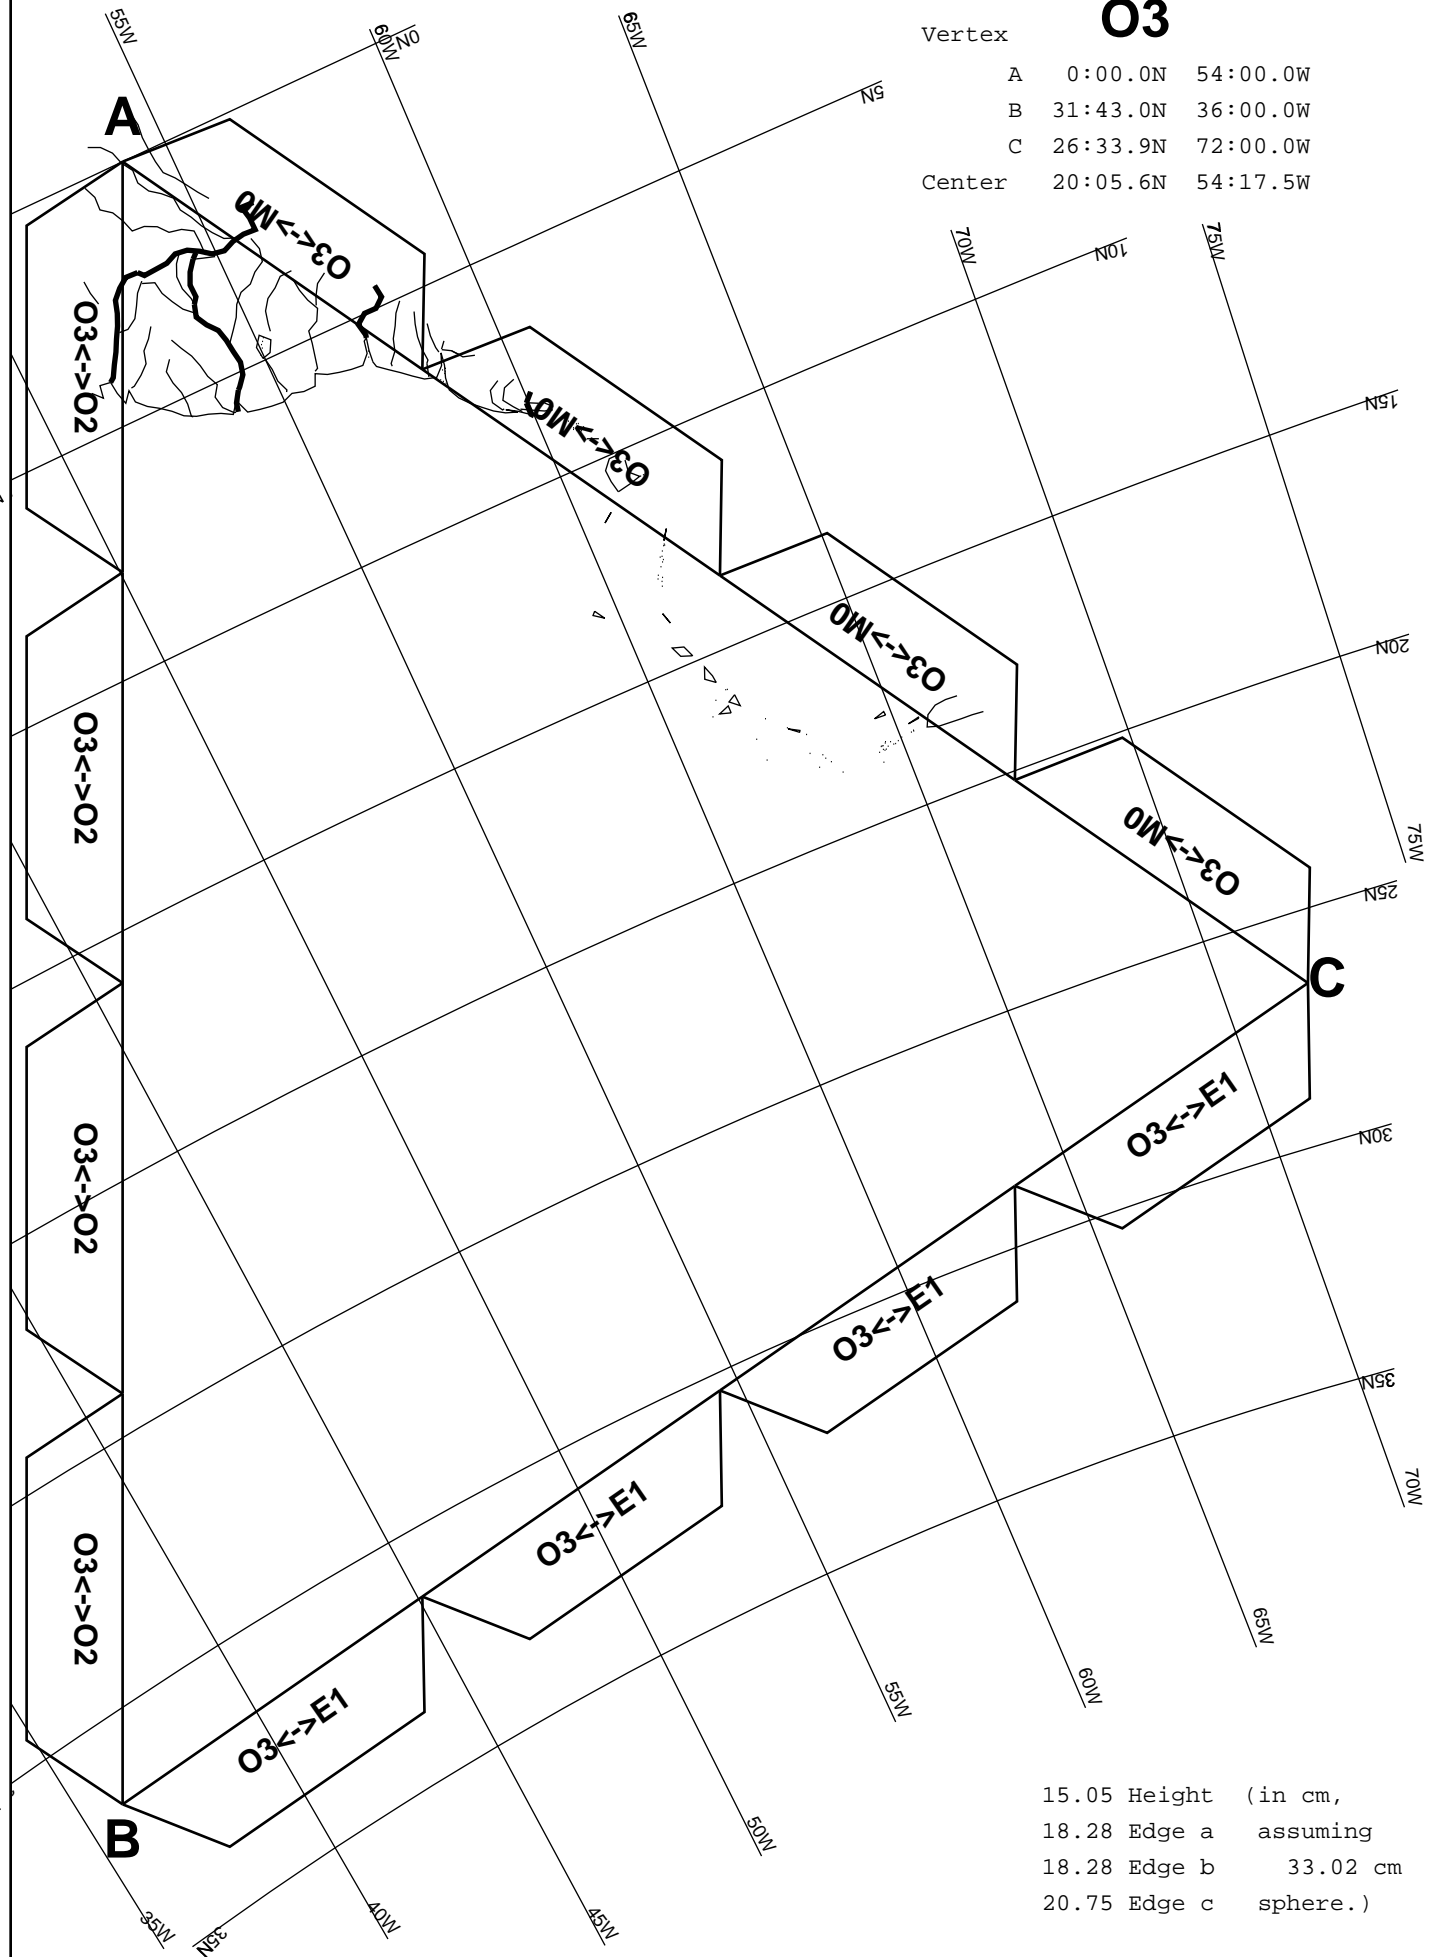 O3
Vertex
A 0:00.0N 54:00.0W
B 31:43.0N 36:00.0W
C 26:33.9N 72:00.0W
Center 20:05.6N 54:17.5W
55W
60W
0N
65W
5N
A
70W
10N
75W
O3<->M0
O3<->O2
15N
O3<->M0
O3<->M0
20N
O3<->O2
O3<->M0
75W
25N
C
O3<->E1
30N
O3<->O2
O3<->E1
35N
70W
O3<->E1
O3<->O2
65W
60W
55W
O3<->E1
B
50W
45W
40W
35W
35N
15.05 Height (in cm,
18.28 Edge a assuming
18.28 Edge b 33.02 cm
20.75 Edge c sphere.)